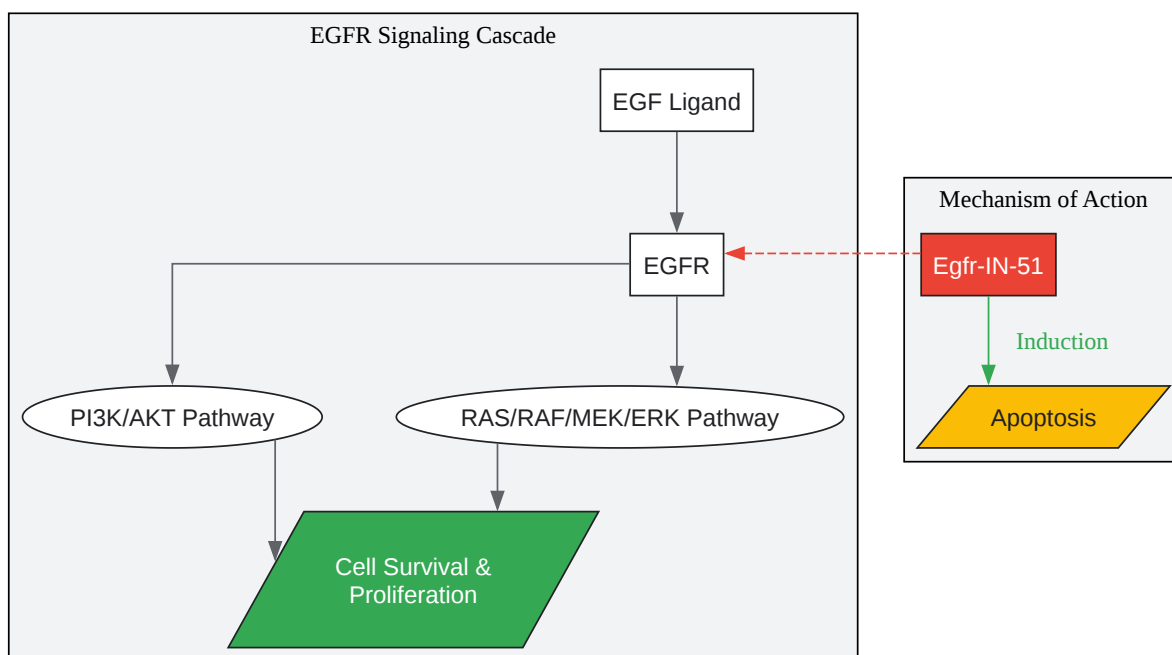 EGFR Signaling Cascade
EGF Ligand
Mechanism of Action
EGFR
Egfr-IN-51
Induction
PI3K/AKT Pathway
RAS/RAF/MEK/ERK Pathway
Apoptosis
Cell Survival &
Proliferation